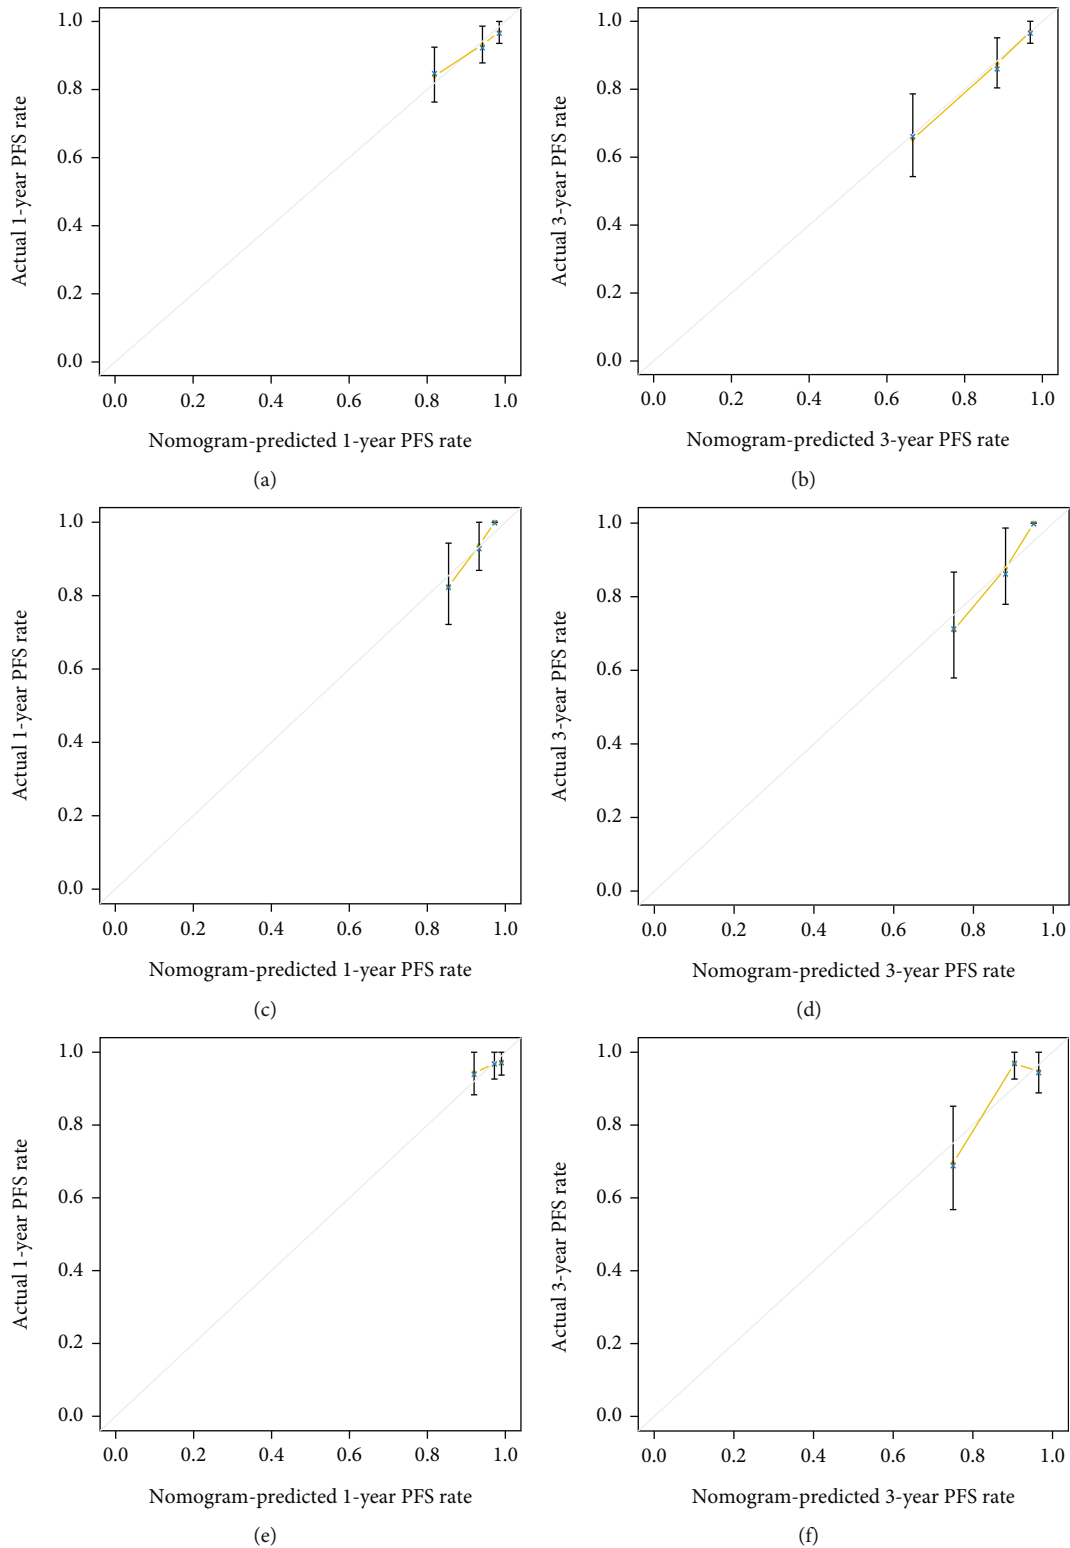 1.0
0.8
0.6
0.4
0.2
0.0
Actual 1-year PFS rate
0.0 0.2 0.4 0.6 0.8 1.0
Nomogram-predicted 1-year PFS rate
(a)
1.0
0.8
0.6
0.4
0.2
0.0
Actual 3-year PFS rate
0.0 0.2 0.4 0.6 0.8 1.0
Nomogram-predicted 3-year PFS rate
(b)
1.0
0.8
0.6
0.4
0.2
0.0
Actual 1-year PFS rate
0.0 0.2 0.4 0.6 0.8 1.0
Nomogram-predicted 1-year PFS rate
(c)
1.0
0.8
0.6
0.4
0.2
0.0
Actual 3-year PFS rate
0.0 0.2 0.4 0.6 0.8 1.0
Nomogram-predicted 3-year PFS rate
(d)
1.0
0.8
0.6
0.4
0.2
0.0
Actual 1-year PFS rate
0.0 0.2 0.4 0.6 0.8 1.0
Nomogram-predicted 1-year PFS rate
(e)
1.0
0.8
0.6
0.4
0.2
0.0
Actual 3-year PFS rate
0.0 0.2 0.4 0.6 0.8 1.0
Nomogram-predicted 3-year PFS rate
(f)